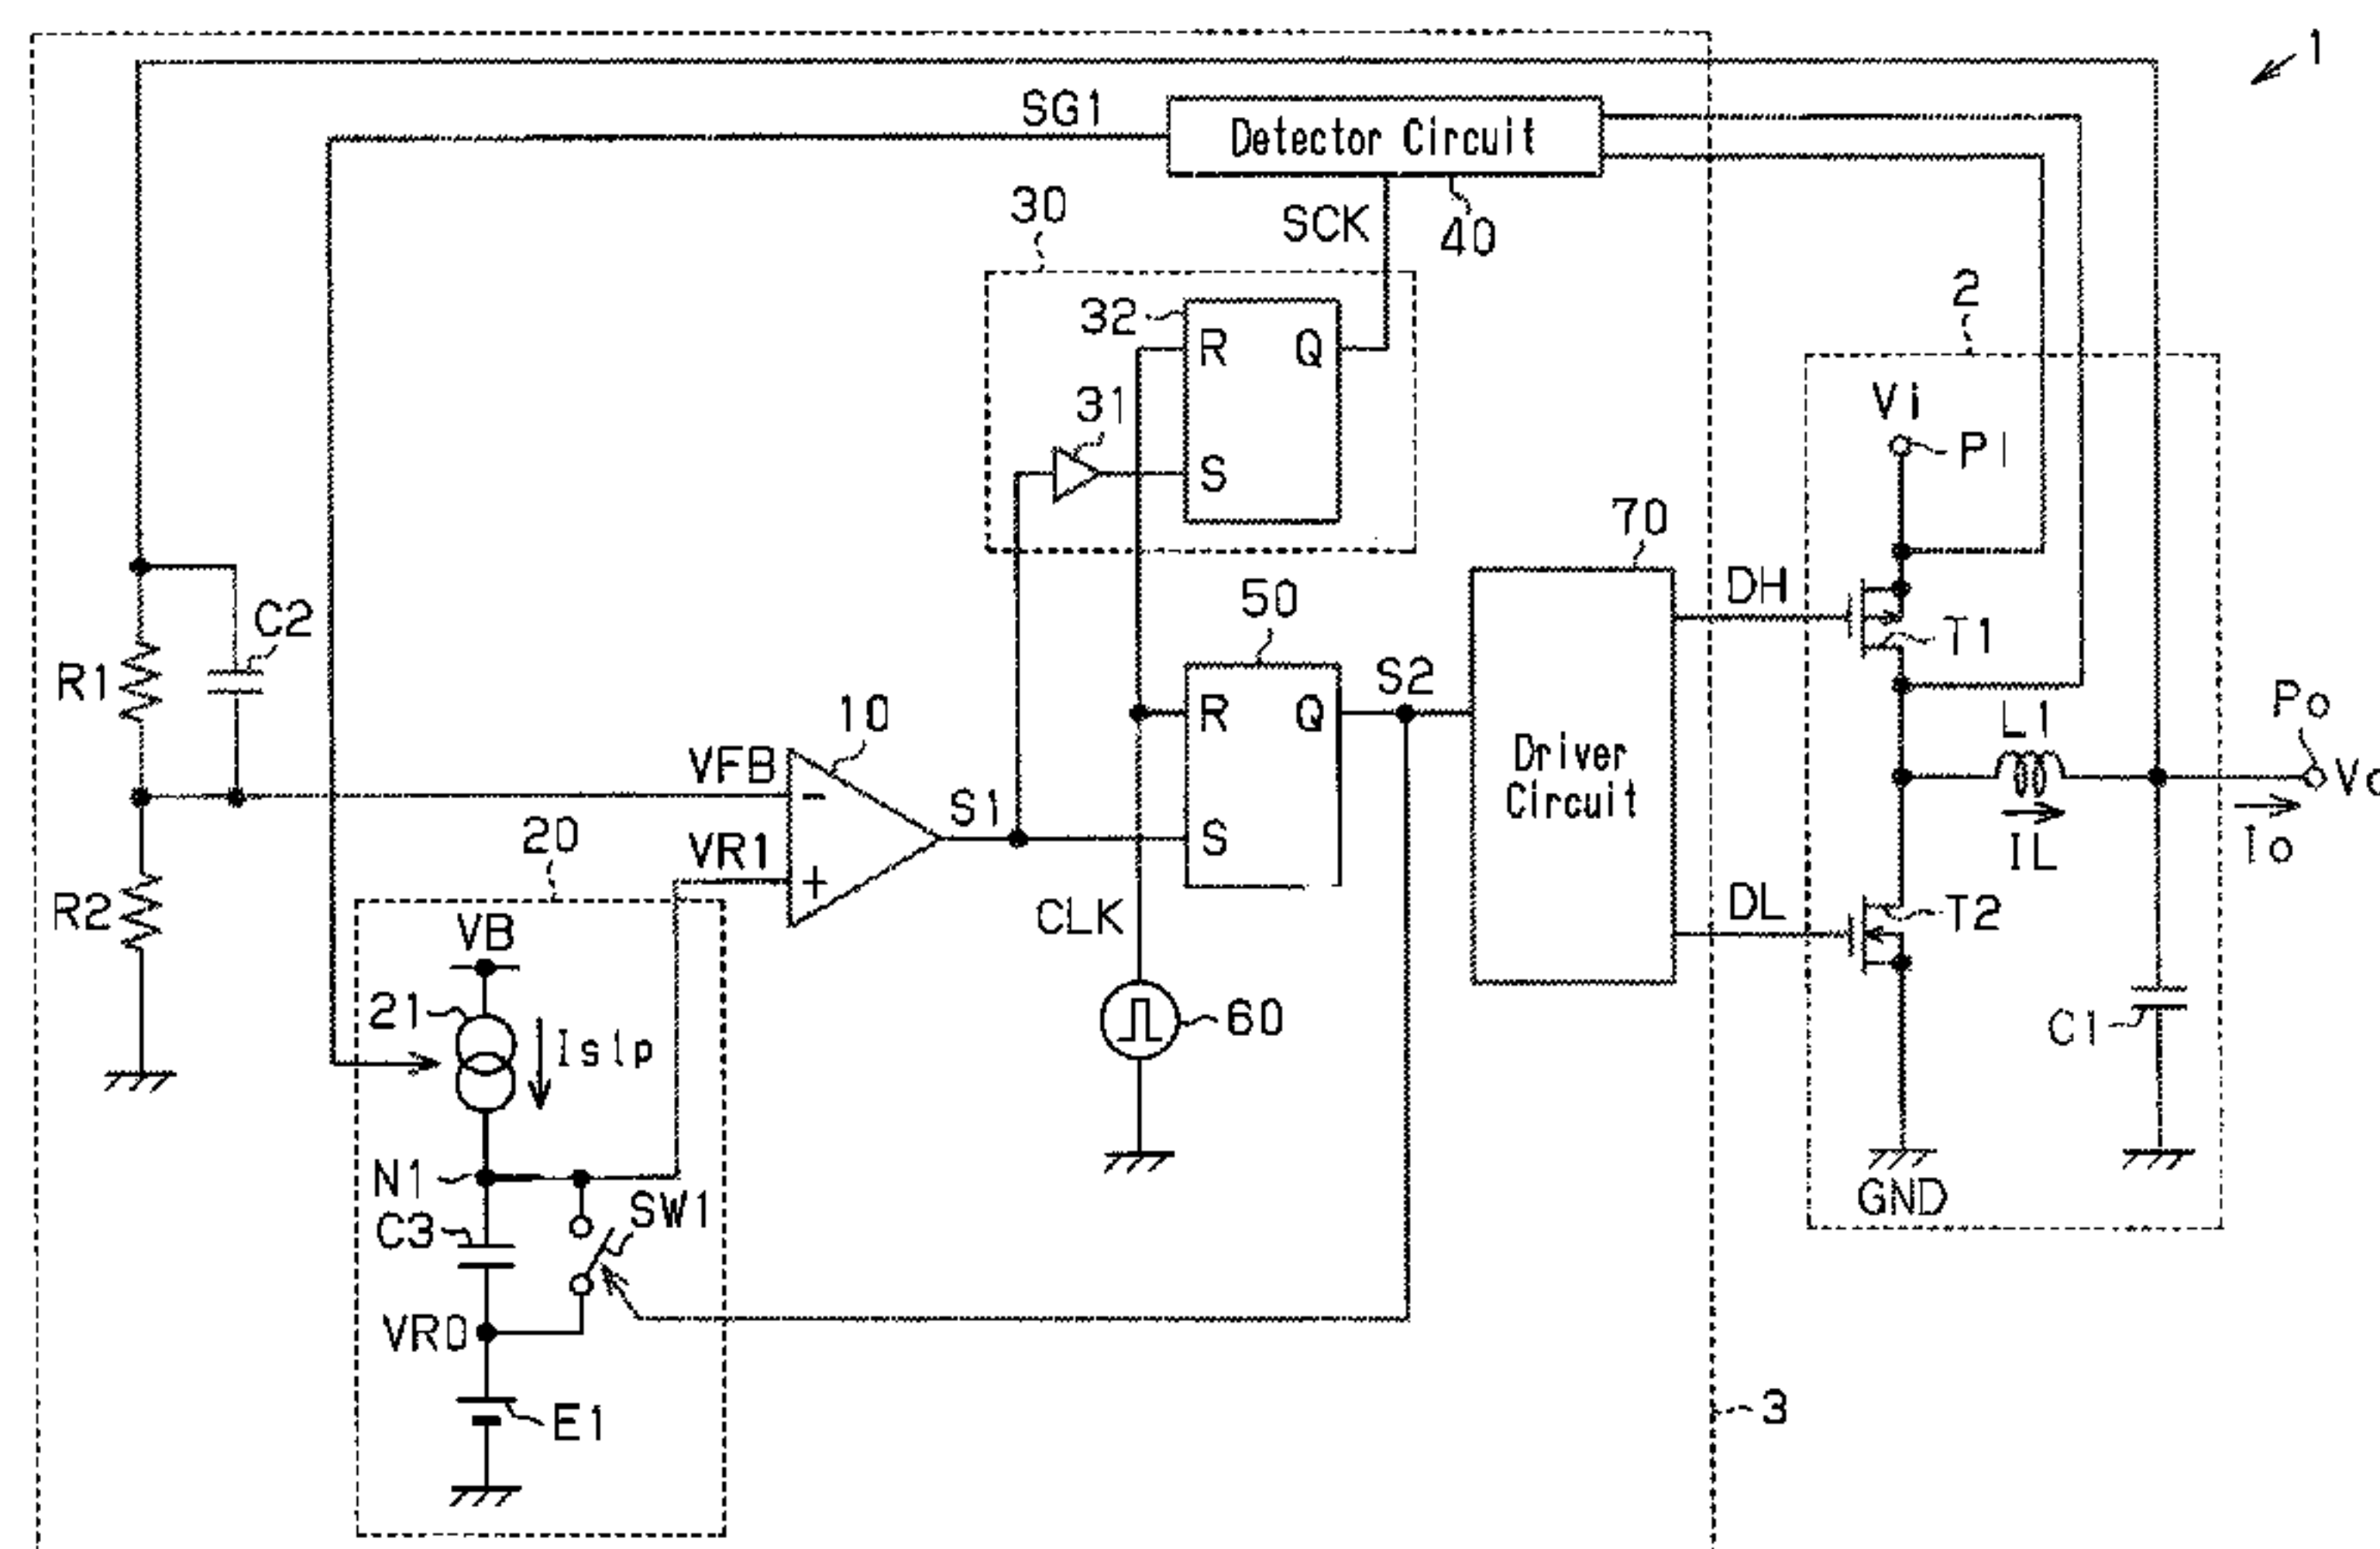 1
SG1
Detector Circuit
30
SCK
40
32
R
Q
2
31
Vi
P1
S
70
50
DH
C2
T1
R1
R
Q
S2
10
Po
L1
VFB
Driver
Circuit
S1
Vo
20
VR1
S
IL
Io
R2
CLK
DL
T2
VB
21
Islp
60
C1
N1
SW1
GND
C3
VR0
3
E1